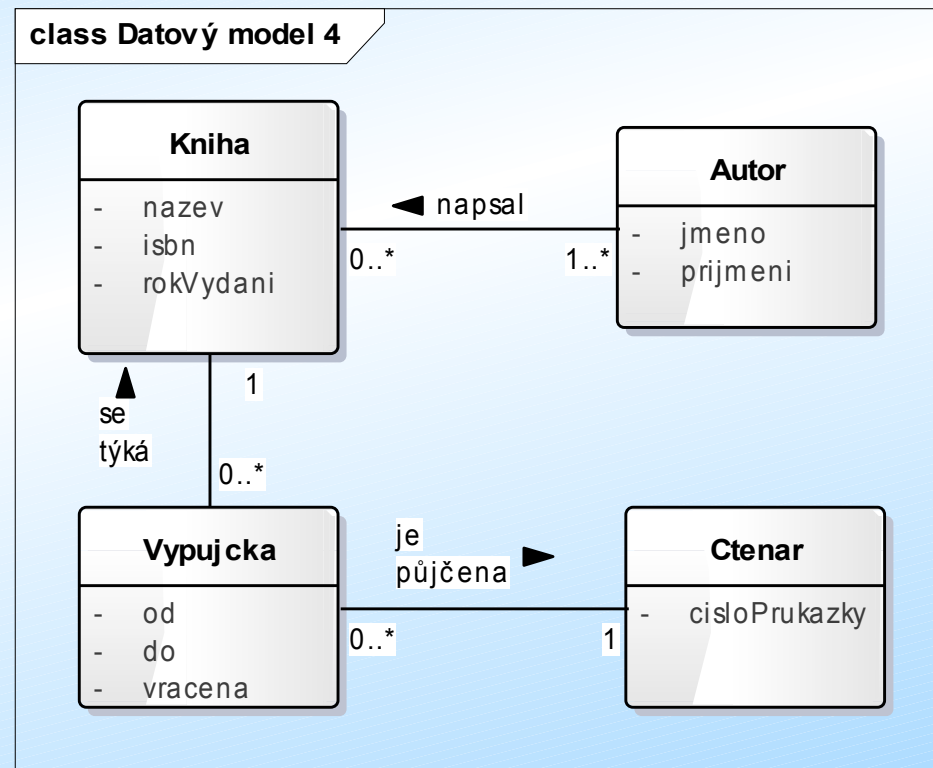 class Datový model 4
Kniha
- nazev
- isbn
- rokVydani
napsal
0..*
1..*
Autor
- jmeno
- prijmeni
1
se
týká
0..*
Vypujcka
- od
- do
- vracena
je
půjčena
0..*
1
Ctenar
- cisloPrukazky